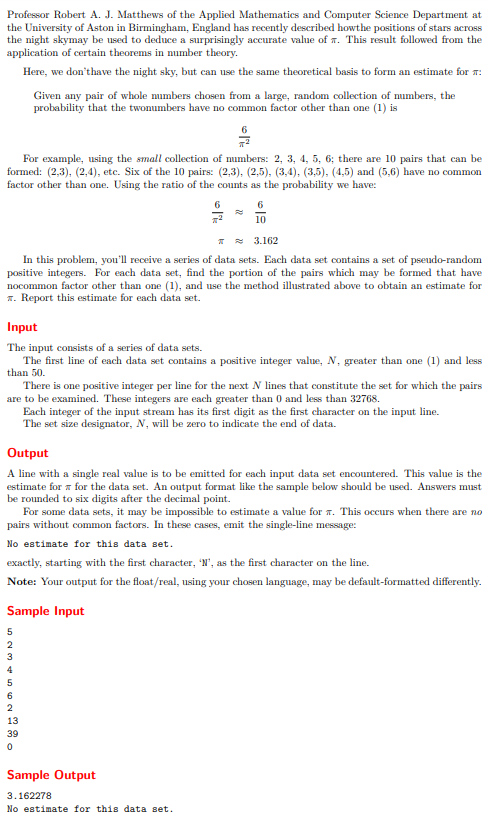 Professor Robert A. J. Matthews of the Applied Mathematics and Computer Science Department at
the University of Aston in Birmingham, England has recently described howthe positions of stars across
the night skymay be used to deduce a surprisingly accurate value of π. This result followed from the
application of certain theorems in number theory.
Here, we don'thave the night sky, but can use the same theoretical basis to form an estimate for π:
Given any pair of whole numbers chosen from a large, random collection of numbers, the
probability that the twonumbers have no common factor other than one (1) is
6
π²
For example, using the small collection of numbers: 2, 3, 4, 5, 6; there are 10 pairs that can be
formed: (2,3), (2,4), etc. Six of the 10 pairs: (2,3), (2,5), (3,4), (3,5), (4,5) and (5,6) have no common
factor other than one. Using the ratio of the counts as the probability we have:
6 6
≈
π² 10
π ≈ 3.162
In this problem, you'll receive a series of data sets. Each data set contains a set of pseudo-random
positive integers. For each data set, find the portion of the pairs which may be formed that have
nocommon factor other than one (1), and use the method illustrated above to obtain an estimate for
π. Report this estimate for each data set.
Input
The input consists of a series of data sets.
The first line of each data set contains a positive integer value, N, greater than one (1) and less
than 50.
There is one positive integer per line for the next N lines that constitute the set for which the pairs
are to be examined. These integers are each greater than 0 and less than 32768.
Each integer of the input stream has its first digit as the first character on the input line.
The set size designator, N, will be zero to indicate the end of data.
Output
A line with a single real value is to be emitted for each input data set encountered. This value is the
estimate for π for the data set. An output format like the sample below should be used. Answers must
be rounded to six digits after the decimal point.
For some data sets, it may be impossible to estimate a value for π. This occurs when there are no
pairs without common factors. In these cases, emit the single-line message:
No estimate for this data set.
exactly, starting with the first character, 'N', as the first character on the line.
Note: Your output for the float/real, using your chosen language, may be default-formatted differently.
Sample Input
5
2
3
4
5
6
2
13
39
0
Sample Output
3.162278
No estimate for this data set.